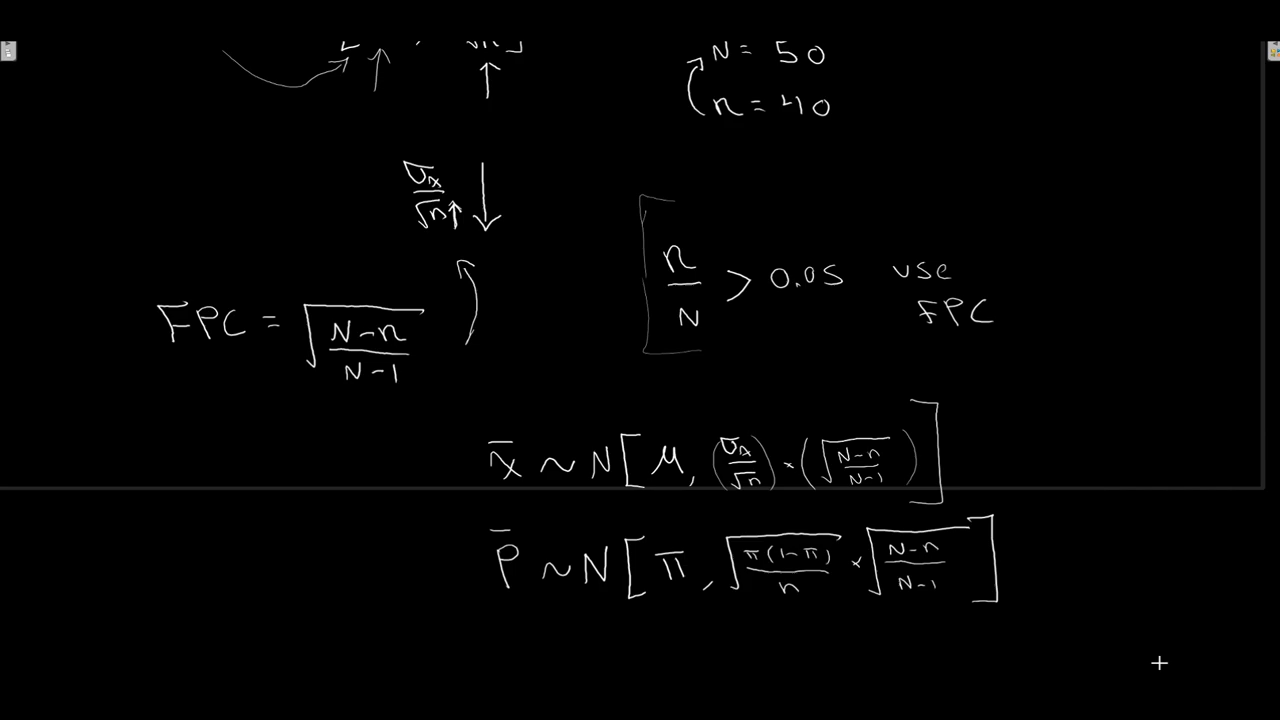 N = 50
n = 40
σx/√n
n/N > 0.05 use
FPC
FPC = √((N-n)/(N-1))
x̄ ~ N[μ, (σx/√n) × (√((N-n)/(N-1)))]
p̄ ~ N[π, √(π(1-π)/n) × √((N-n)/(N-1))]